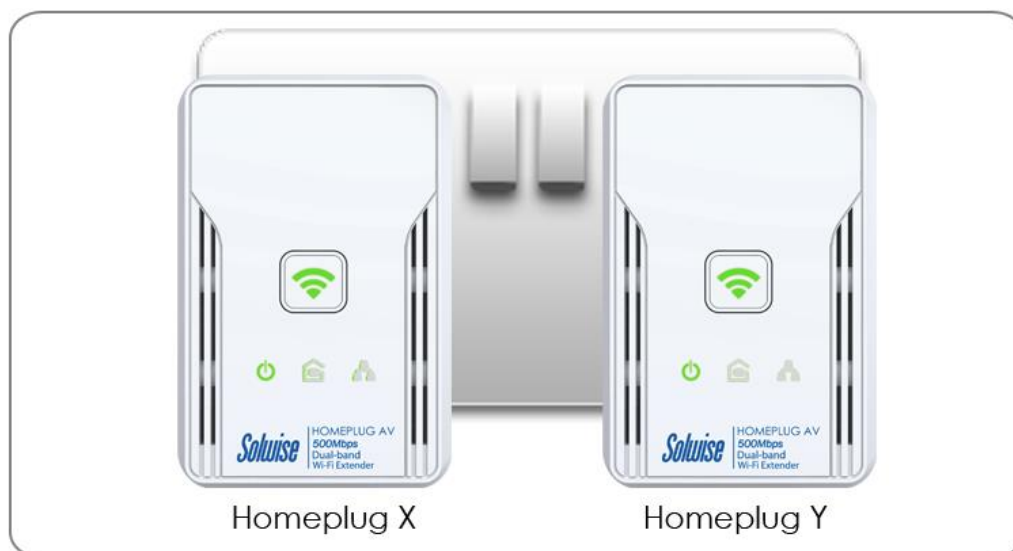 Solwise
HOMEPLUG AV
500Mbps
Dual-band
Wi-Fi Extender
Solwise
HOMEPLUG AV
500Mbps
Dual-band
Wi-Fi Extender
Homeplug X
Homeplug Y